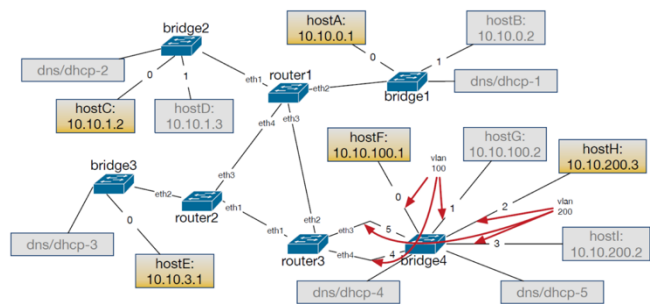 hostA:
10.10.0.1
hostB:
10.10.0.2
bridge2
0
1
dns/dhcp-2
0
1
router1
eth1
eth2
dns/dhcp-1
bridge1
hostC:
10.10.1.2
hostD:
10.10.1.3
eth4
eth3
hostF:
10.10.100.1
hostG:
10.10.100.2
hostH:
10.10.200.3
vlan
100
bridge3
eth3
0
1
2
vlan
200
eth2
router2
eth1
0
dns/dhcp-3
eth2
eth1
eth3
5
3
hostI:
10.10.200.2
router3
eth4
4
bridge4
hostE:
10.10.3.1
dns/dhcp-4
dns/dhcp-5